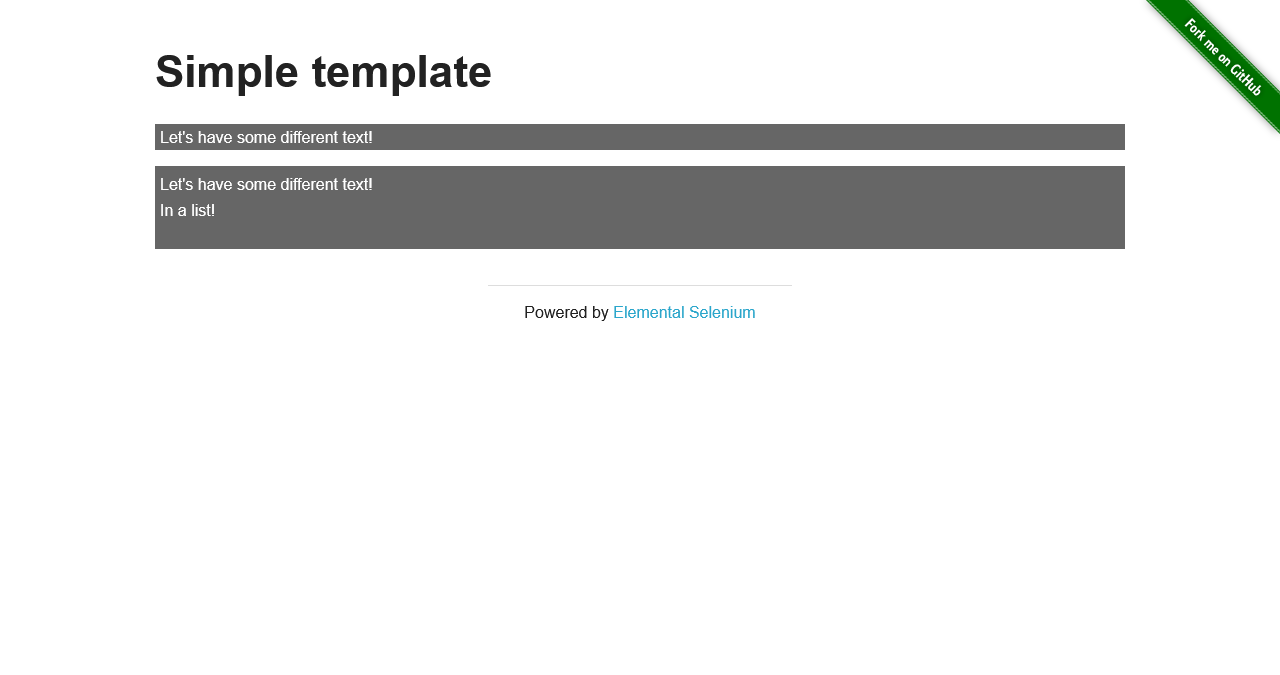 Fork me on GitHub
Simple template
Let's have some different text!
Let's have some different text!
In a list!
Powered by Elemental Selenium